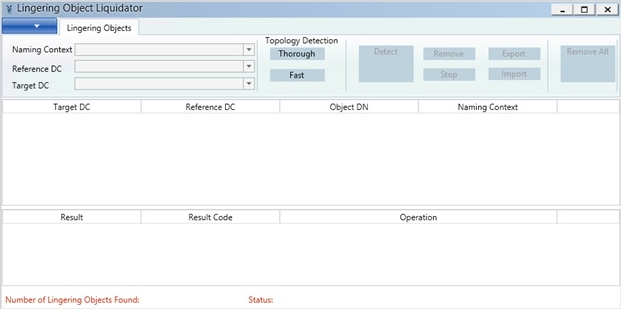 Lingering Object Liquidator
Lingering Objects
Naming Context
Reference DC
Target DC
Topology Detection
Thorough
Fast
Detect
Remove
Export
Stop
Import
Remove All
Target DC Reference DC Object DN Naming Context
Result Result Code Operation
Number of Lingering Objects Found: Status: